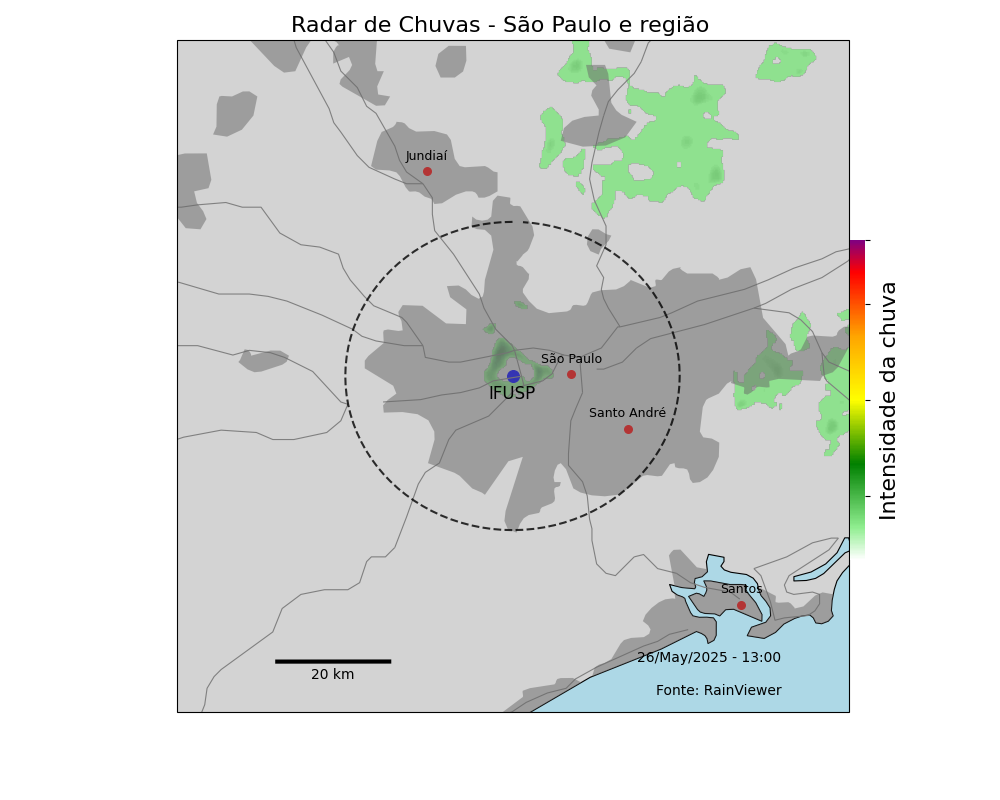 Radar de Chuvas - São Paulo e região
Jundiaí
São Paulo
IFUSP
Santo André
Intensidade da chuva
Santos
26/May/2025 - 13:00
20 km
Fonte: RainViewer